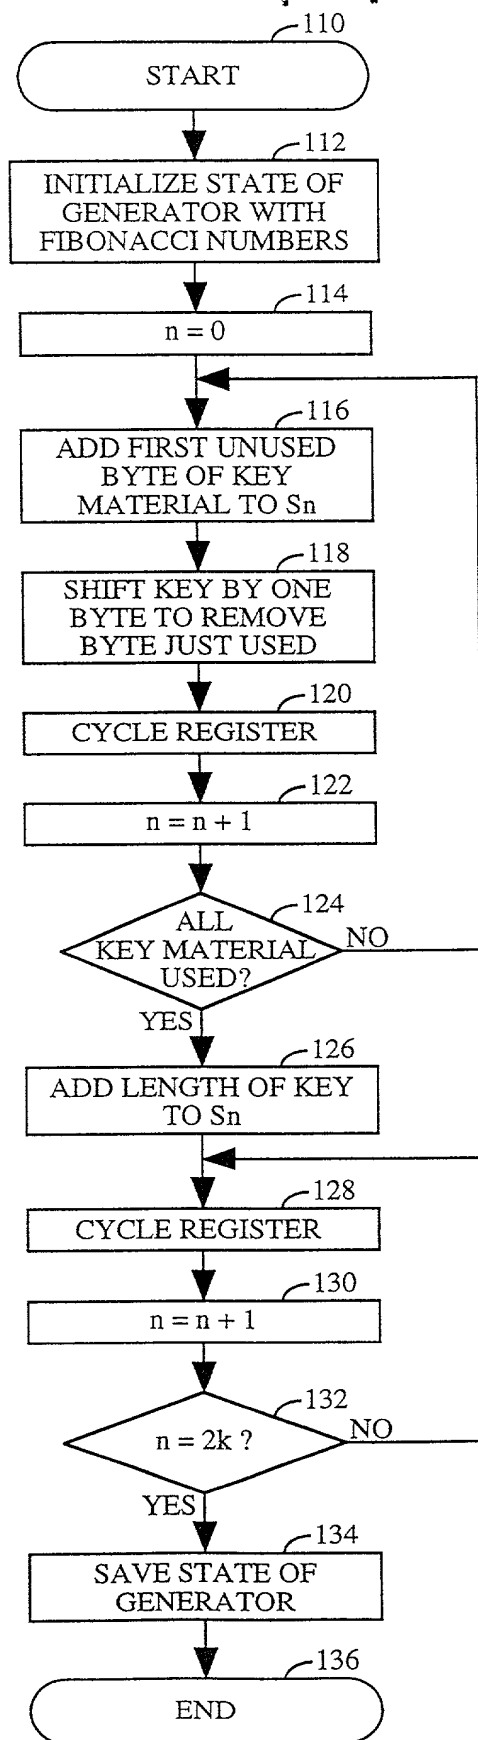 110
START
112
INITIALIZE STATE OF
GENERATOR WITH
FIBONACCI NUMBERS
114
n = 0
116
ADD FIRST UNUSED
BYTE OF KEY
MATERIAL TO Sn
118
SHIFT KEY BY ONE
BYTE TO REMOVE
BYTE JUST USED
120
CYCLE REGISTER
122
n = n + 1
124
ALL
KEY MATERIAL
USED?
NO
YES
126
ADD LENGTH OF KEY
TO Sn
128
CYCLE REGISTER
130
n = n + 1
132
n = 2k ?
NO
YES
134
SAVE STATE OF
GENERATOR
136
END